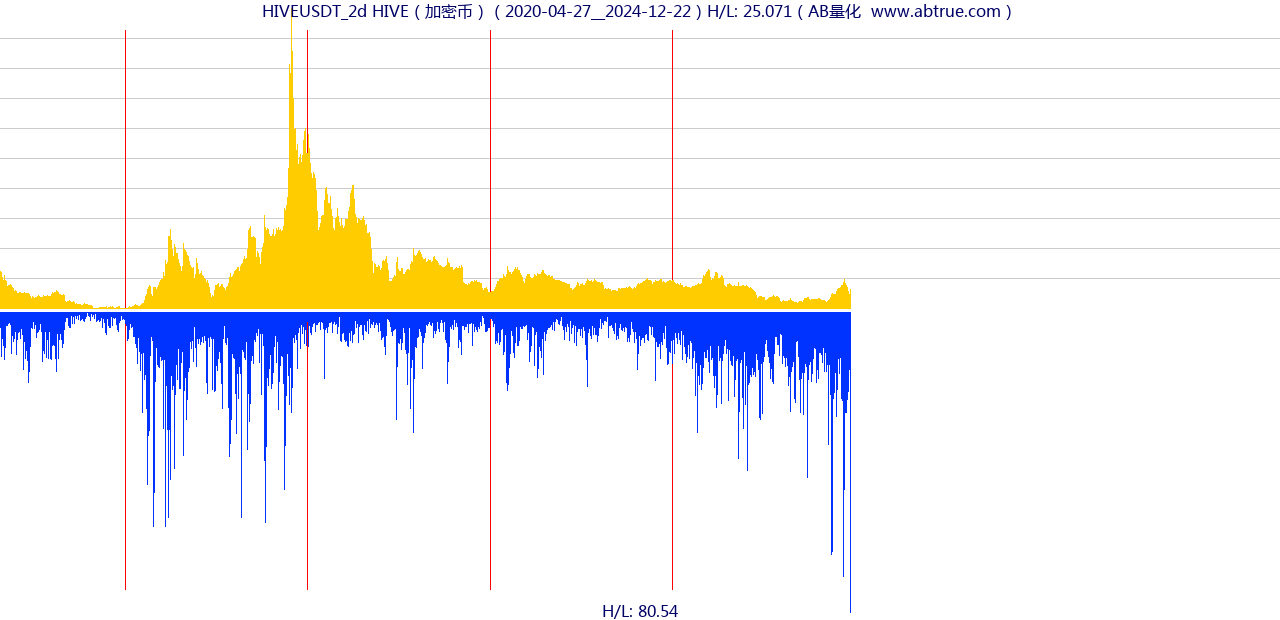 HIVEUSDT_2d HIVE ( 加密币 ) ( 2020-04-27__2024-12-22 ) H/L: 25.071 ( AB量化  www.abtrue.com )
H/L: 80.54